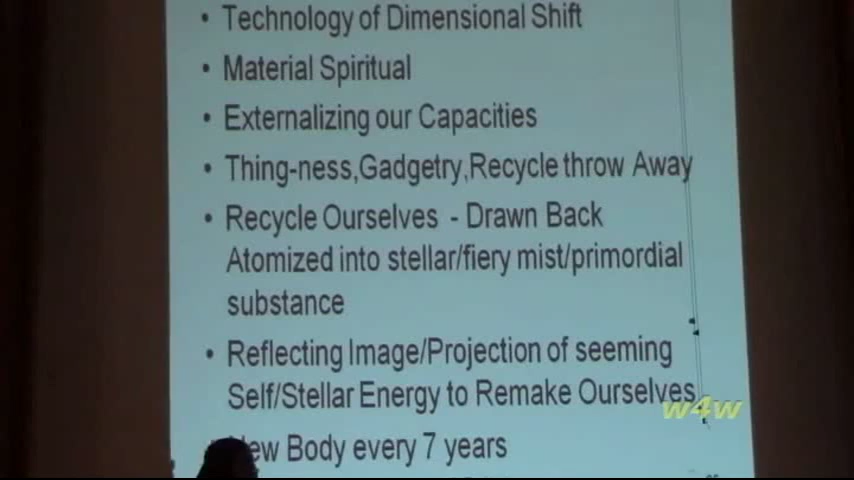 • Technology of Dimensional Shift
• Material Spiritual
• Externalizing our Capacities
• Thing-ness,Gadgetry,Recycle throw Away
• Recycle Ourselves - Drawn Back
Atomized into stellar/fiery mist/primordial
substance
• Reflecting Image/Projection of seeming
Self/Stellar Energy to Remake Ourselves
w4w
Body every 7 years